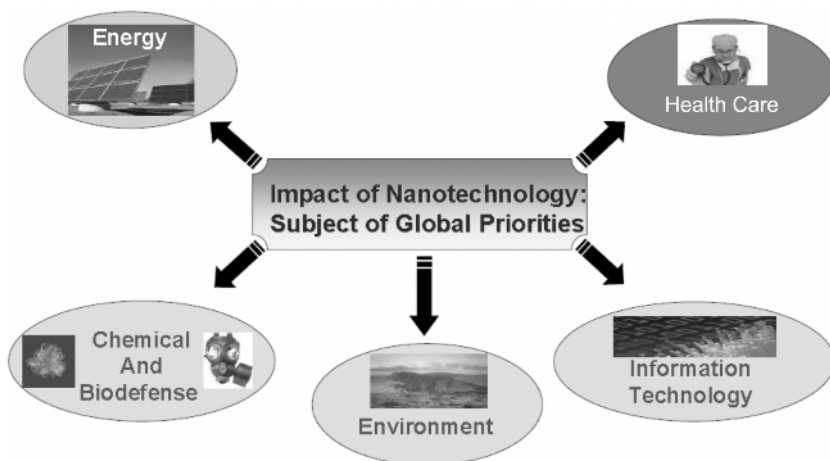 Energy
Health Care
Impact of Nanotechnology:
Subject of Global Priorities
Chemical
And
Biodefense
Environment
Information
Technology